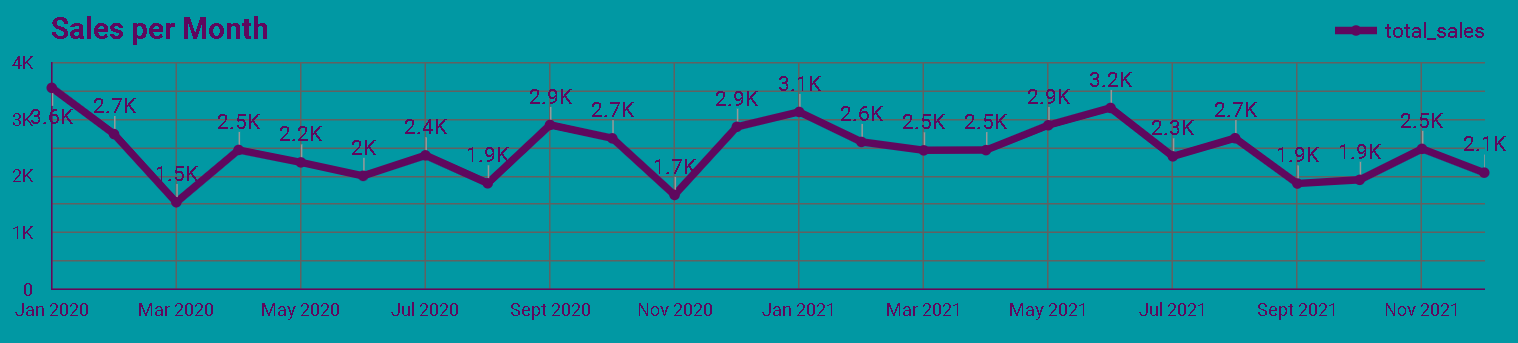 Sales per Month
total_sales
4K
3K
2K
1K
0
3.6K 2.7K 1.5K 2.5K 2.2K 2K 2.4K 1.9K 2.9K 2.7K 1.7K 2.9K 3.1K 2.6K 2.5K 2.5K 2.9K 3.2K 2.3K 2.7K 1.9K 1.9K 2.5K 2.1K
Jan 2020 Mar 2020 May 2020 Jul 2020 Sept 2020 Nov 2020 Jan 2021 Mar 2021 May 2021 Jul 2021 Sept 2021 Nov 2021